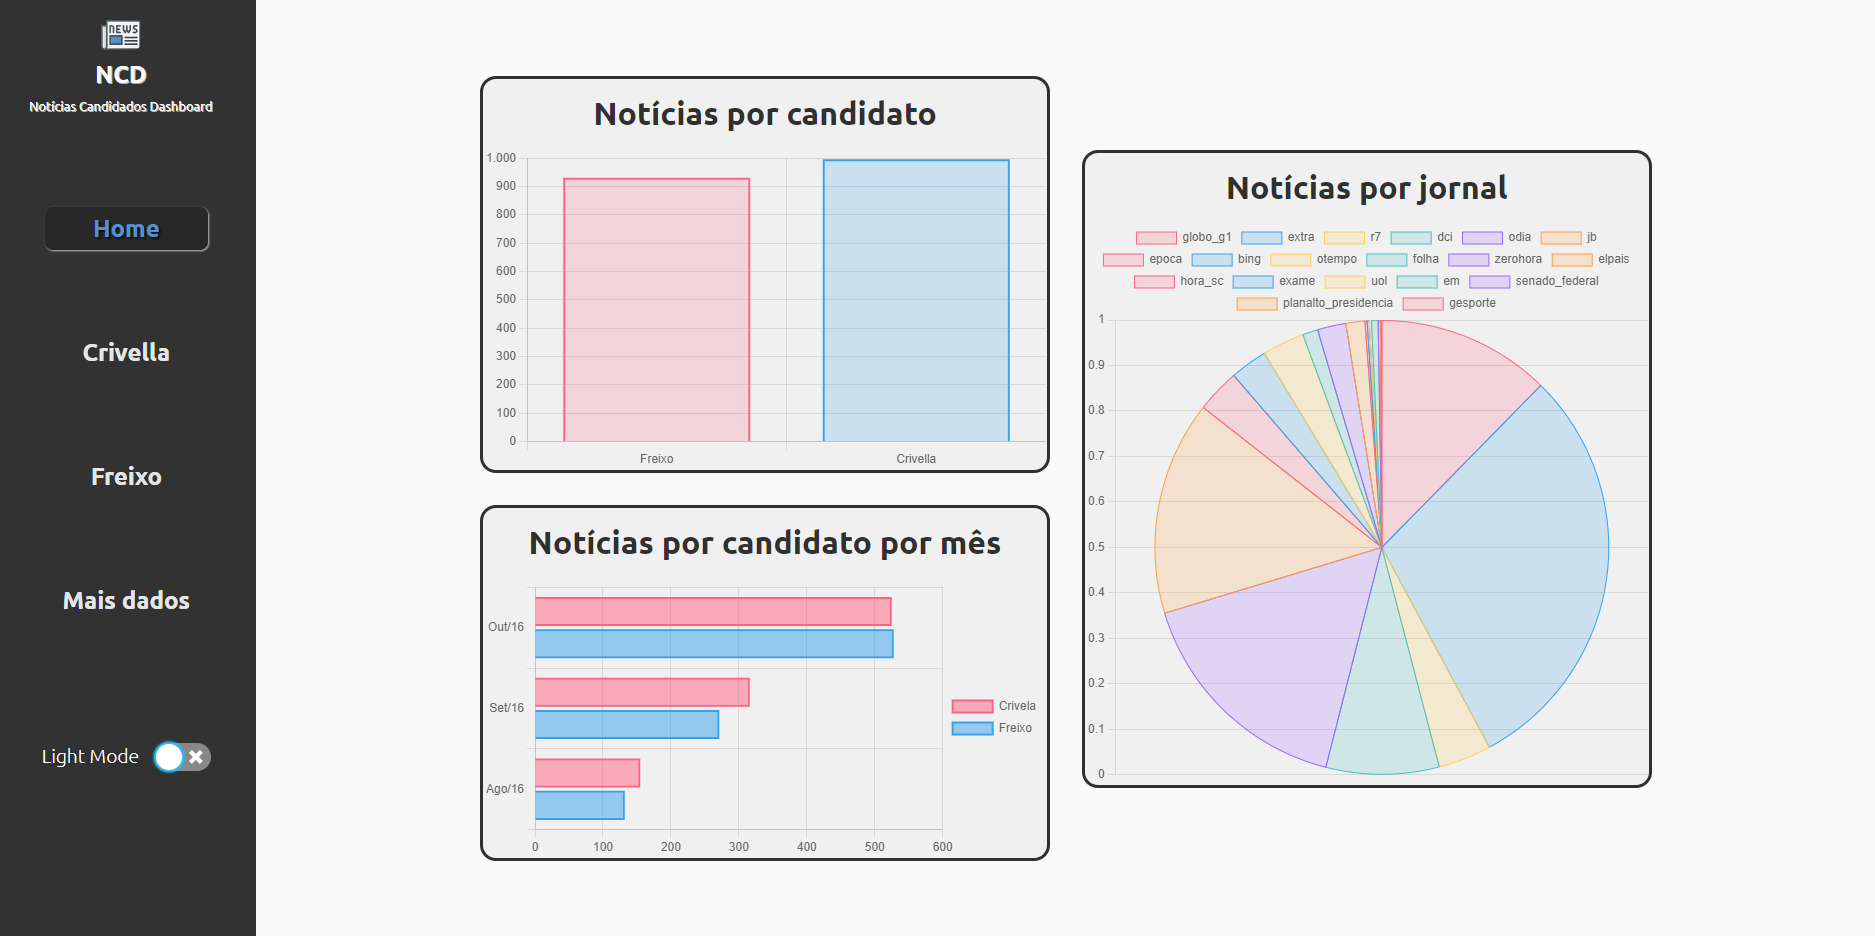 NEWS
NCD
Notícias Candidados Dashboard
Home
Crivella
Freixo
Mais dados
Light Mode
Notícias por candidato
1.000
900
800
700
600
500
400
300
200
100
0
Freixo Crivella
Notícias por candidato por mês
Out/16
Set/16
Ago/16
0 100 200 300 400 500 600
Crivela
Freixo
Notícias por jornal
globo_g1 extra r7 dci odia jb
epoca bing otempo folha zerohora elpais
hora_sc exame uol em senado_federal
planalto_presidencia gesporte
1
0.9
0.8
0.7
0.6
0.5
0.4
0.3
0.2
0.1
0